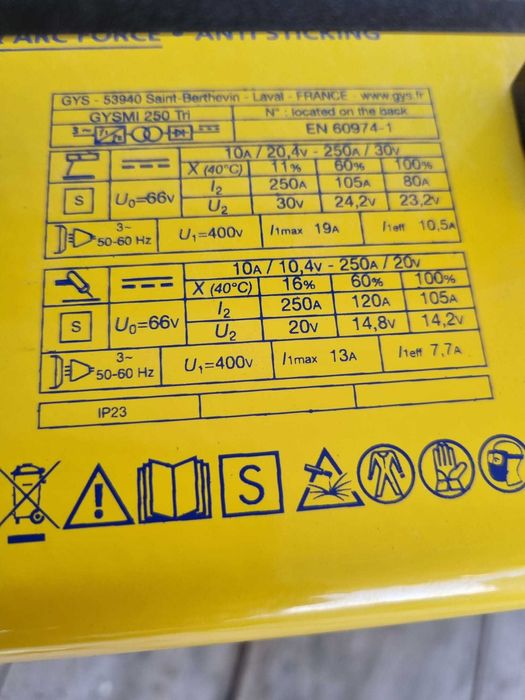 ARC FORCE • ANTI STICKING
GYS - 53940 Saint-Berthevin - Laval - FRANCE - www.gys.fr
GYSMI 250 Tri N° : located on the back
3~ EN 60974-1
10A / 20,4V - 250A / 30V
X (40°C) 11% 60% 100%
I2 250A 105A 80A
S U0=66V U2 30V 24,2V 23,2V
3~ 50-60 Hz U1=400V I1max 19A I1eff 10,5A
10A / 10,4V - 250A / 20V
X (40°C) 16% 60% 100%
I2 250A 120A 105A
S U0=66V U2 20V 14,8V 14,2V
3~ 50-60 Hz U1=400V I1max 13A I1eff 7,7A
IP23
S